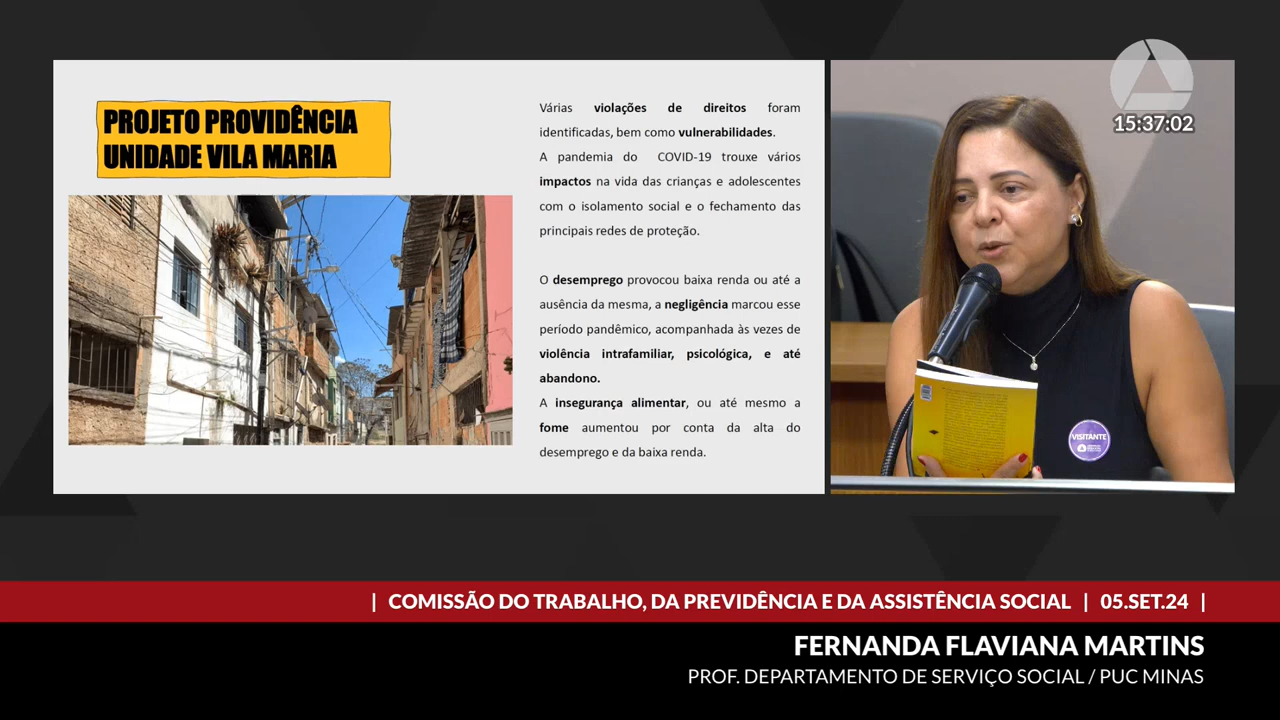 PROJETO PROVIDÊNCIA
UNIDADE VILA MARIA
Várias violações de direitos foram
identificadas, bem como vulnerabilidades.
A pandemia do COVID-19 trouxe vários
impactos na vida das crianças e adolescentes
com o isolamento social e o fechamento das
principais redes de proteção.
O desemprego provocou baixa renda ou até a
ausência da mesma, a negligência marcou esse
período pandêmico, acompanhada às vezes de
violência intrafamiliar, psicológica, e até
abandono.
A insegurança alimentar, ou até mesmo a
fome aumentou por conta da alta do
desemprego e da baixa renda.
15:37:02
VISITANTE
| COMISSÃO DO TRABALHO, DA PREVIDÊNCIA E DA ASSISTÊNCIA SOCIAL | 05.SET.24 |
FERNANDA FLAVIANA MARTINS
PROF. DEPARTAMENTO DE SERVIÇO SOCIAL / PUC MINAS